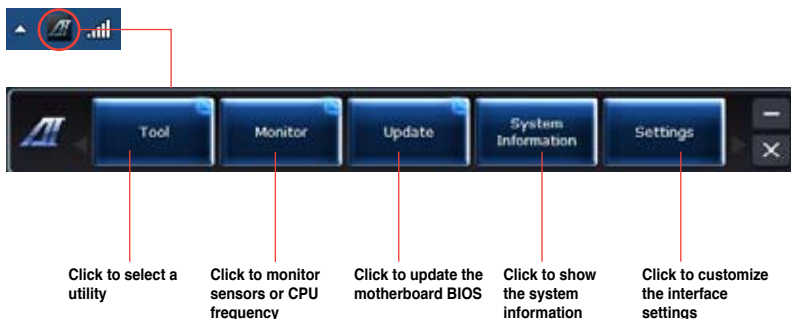 Tool
Monitor
Update
System
Information
Settings
Click to select a
utility
Click to monitor
sensors or CPU
frequency
Click to update the
motherboard BIOS
Click to show
the system
information
Click to customize
the interface
settings